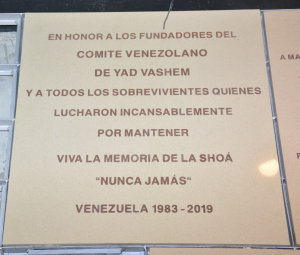 EN HONOR A LOS FUNDADORES DEL
COMITE VENEZOLANO
DE YAD VASHEM
Y A TODOS LOS SOBREVIVIENTES QUIENES
LUCHARON INCANSABLEMENTE
POR MANTENER
VIVA LA MEMORIA DE LA SHOÁ
"NUNCA JAMÁS"
VENEZUELA 1983 - 2019